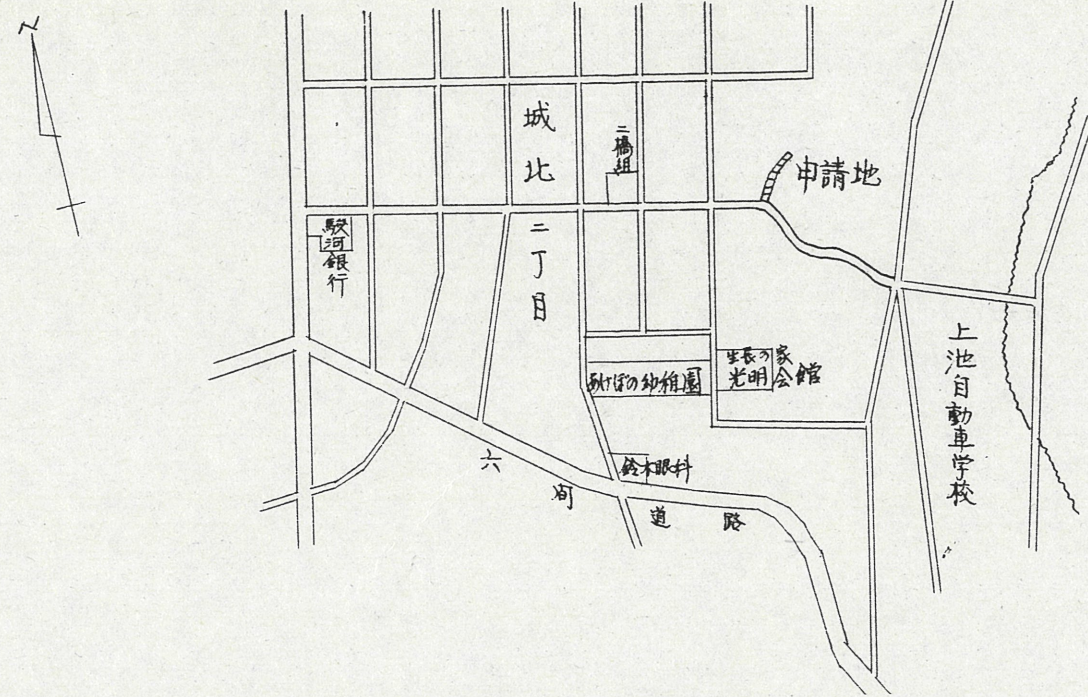 N
城北二丁目
二橋組
申請地
駿河銀行
生長の家
光明会館
あけぼの幼稚園
上池自動車学校
鈴木眼科
六間道路